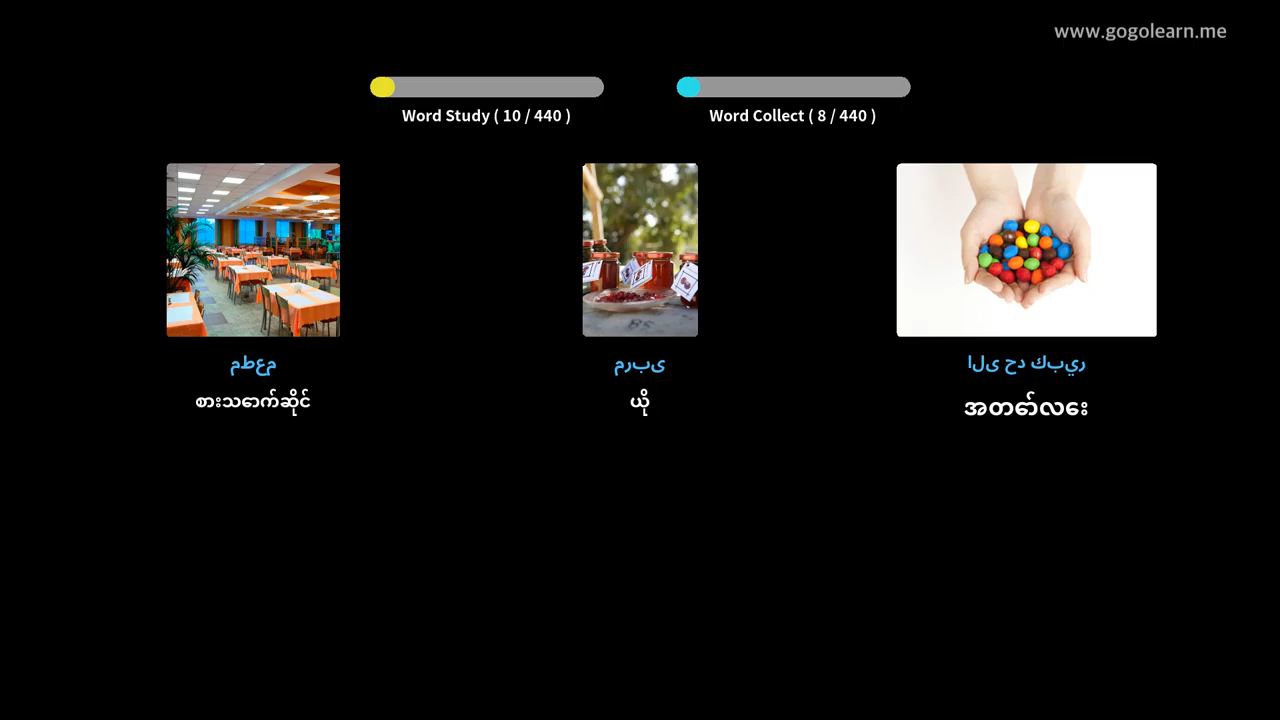 www.gogolearn.me
Word Study ( 10 / 440 )
Word Collect ( 8 / 440 )
مطعم
مربى
الى حد كبير
စားသောက်ဆိုင်
ယို
အတော်လေး